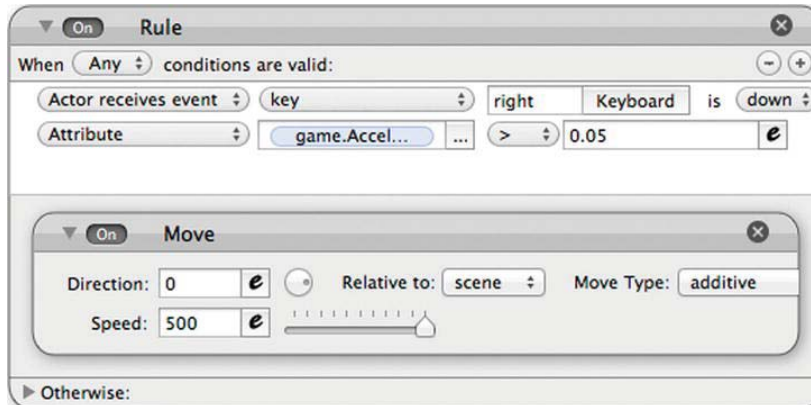 On Rule
When Any conditions are valid:
Actor receives event key right Keyboard is down
Attribute game.Accel... ... > 0.05 e
On Move
Direction: 0 e Relative to: scene Move Type: additive
Speed: 500 e
Otherwise: